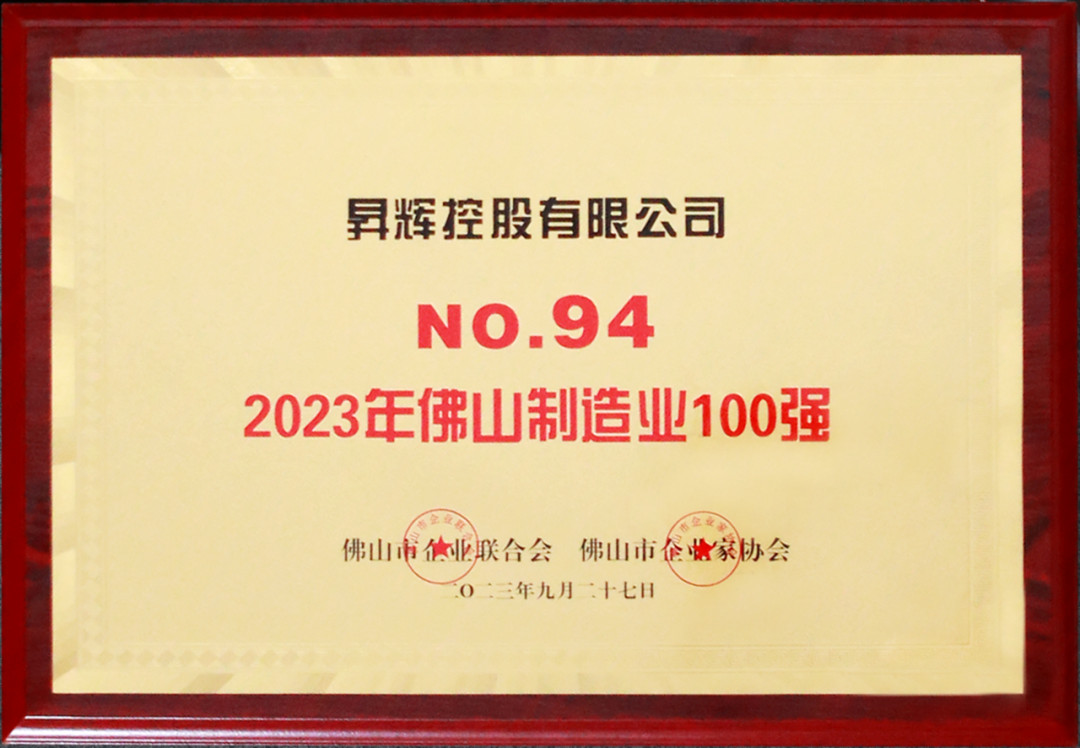 昇辉控股有限公司
NO.94
2023年佛山制造业100强
佛山市企业联合会 佛山市企业家协会
二〇二三年九月二十七日